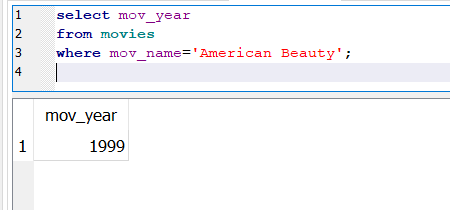 1 select mov_year
2 from movies
3 where mov_name='American Beauty';
4
mov_year
1 1999